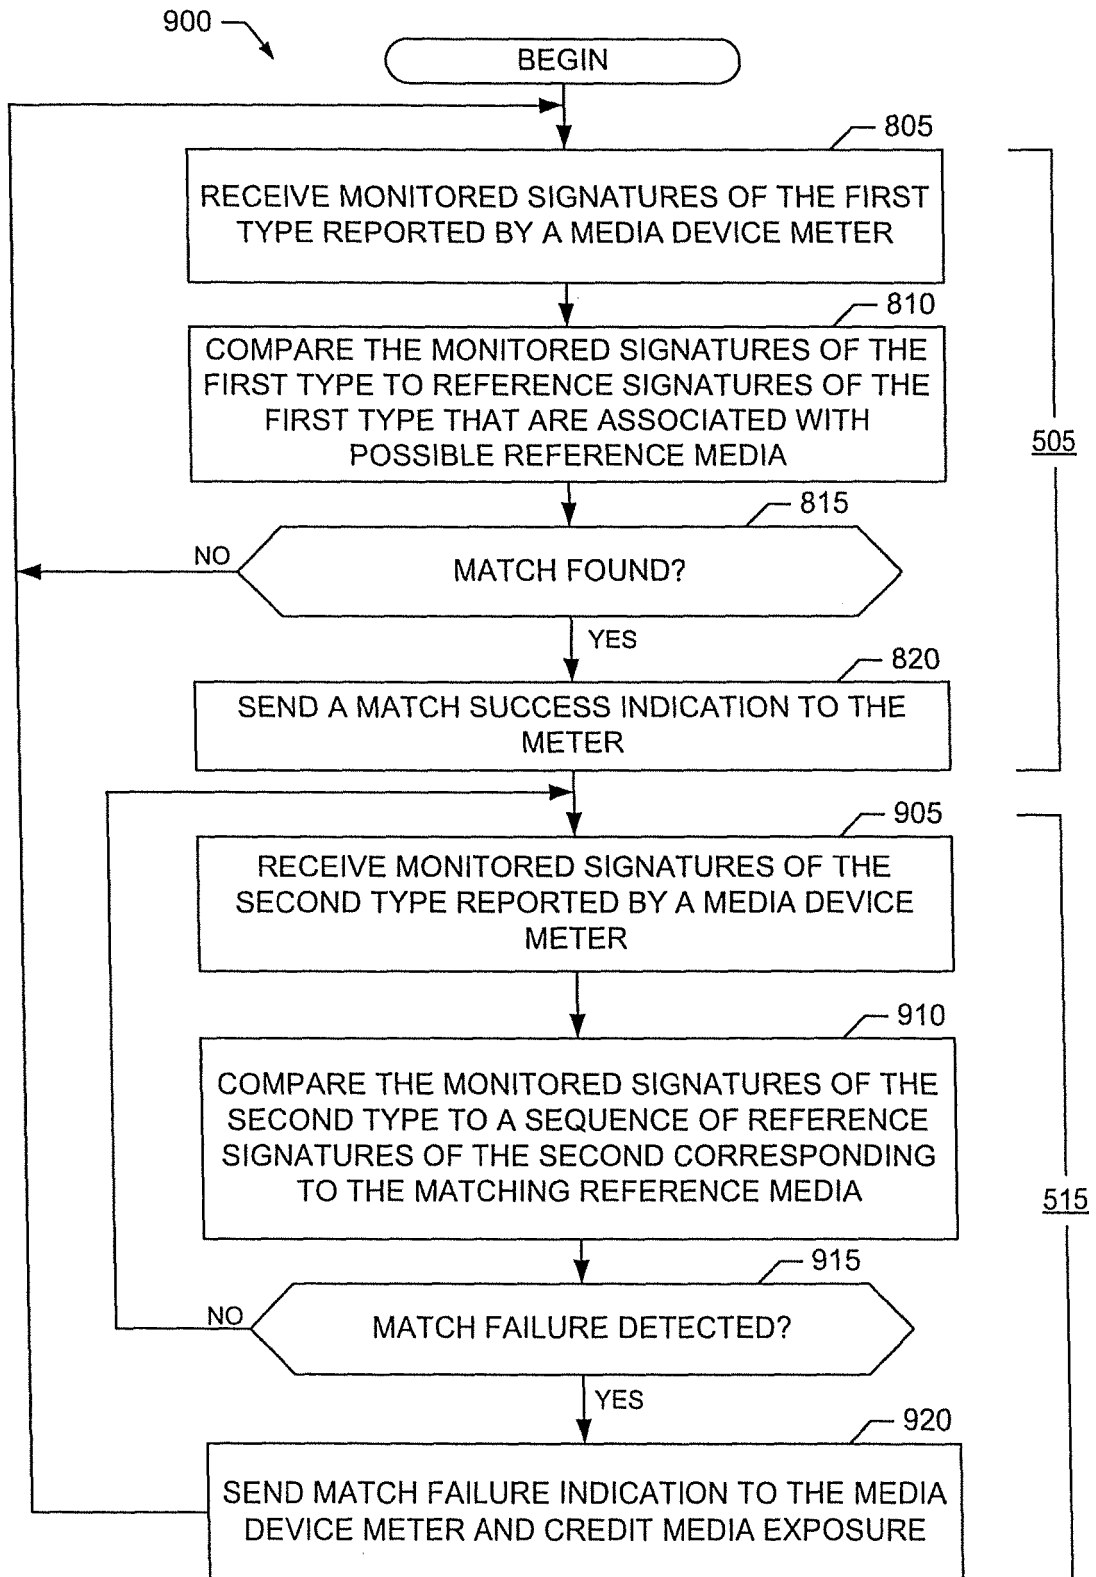 900
BEGIN
805
RECEIVE MONITORED SIGNATURES OF THE FIRST
TYPE REPORTED BY A MEDIA DEVICE METER
810
COMPARE THE MONITORED SIGNATURES OF THE
FIRST TYPE TO REFERENCE SIGNATURES OF THE
FIRST TYPE THAT ARE ASSOCIATED WITH
POSSIBLE REFERENCE MEDIA
505
815
NO
MATCH FOUND?
YES
820
SEND A MATCH SUCCESS INDICATION TO THE
METER
905
RECEIVE MONITORED SIGNATURES OF THE
SECOND TYPE REPORTED BY A MEDIA DEVICE
METER
910
COMPARE THE MONITORED SIGNATURES OF THE
SECOND TYPE TO A SEQUENCE OF REFERENCE
SIGNATURES OF THE SECOND CORRESPONDING
TO THE MATCHING REFERENCE MEDIA
515
915
NO
MATCH FAILURE DETECTED?
YES
920
SEND MATCH FAILURE INDICATION TO THE MEDIA
DEVICE METER AND CREDIT MEDIA EXPOSURE